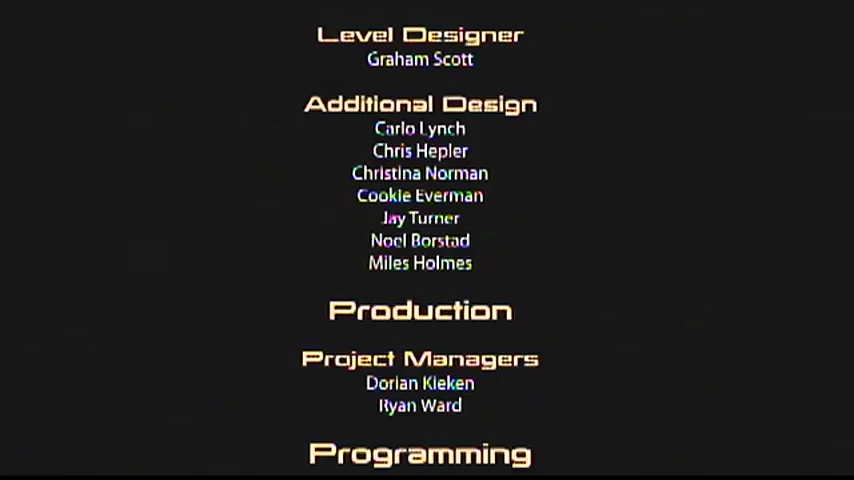 Level Designer
Graham Scott
Additional Design
Carlo Lynch
Chris Hepler
Christina Norman
Cookie Everman
Jay Turner
Noel Borstad
Miles Holmes
Production
Project Managers
Dorian Kieken
Ryan Ward
Programming